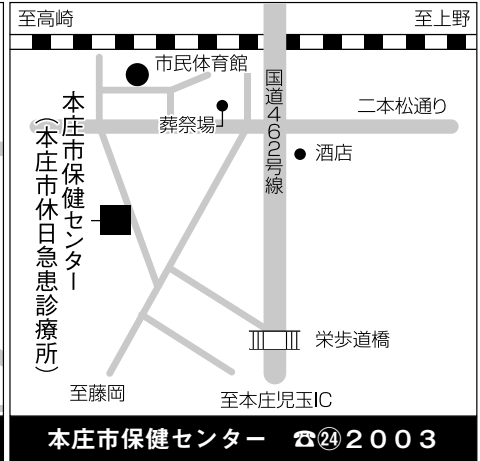 至高崎
至上野
市民体育館
国道462号線
二本松通り
葬祭場
酒店
本庄市保健センター
(本庄市休日急患診療所)
栄歩道橋
至藤岡
至本庄児玉IC
本庄市保健センター ☎㉔2003